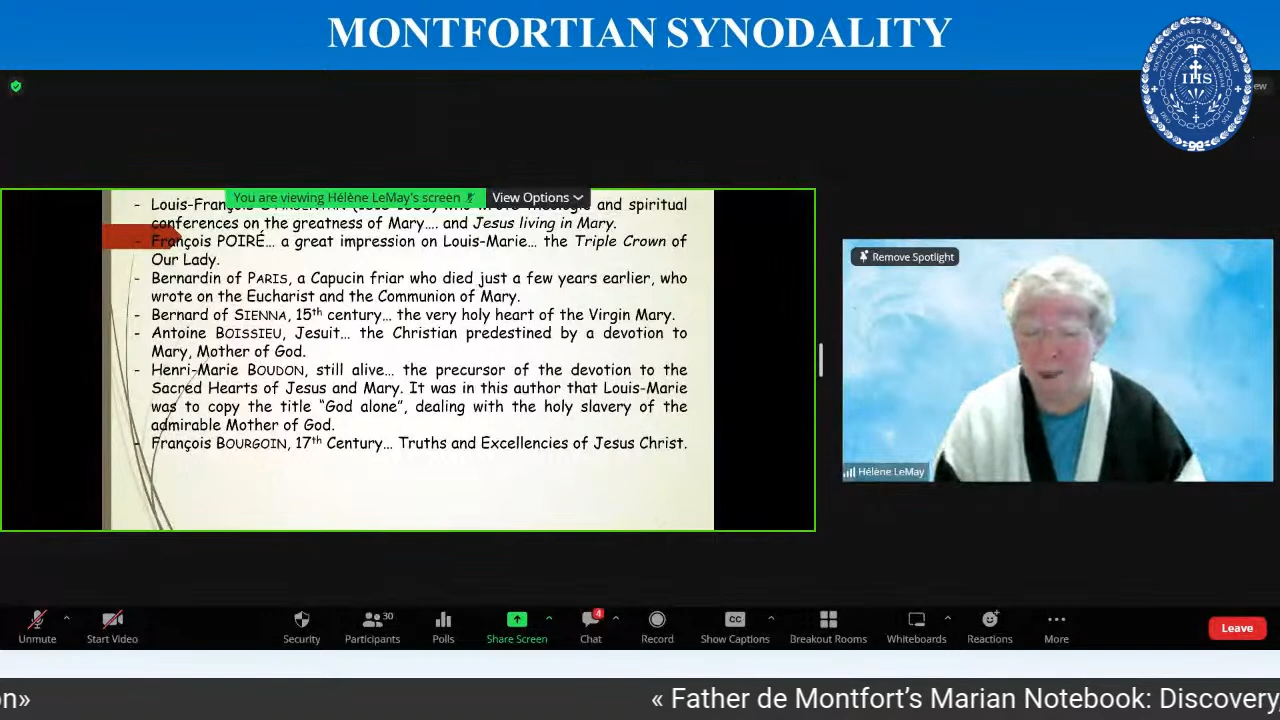 MONTFORTIAN SYNODALITY
IHS
ew
You are viewing Hélène LeMay's screen
View Options
- Louis-François and spiritual
conferences on the greatness of Mary.... and Jesus living in Mary.
- François POIRÉ... a great impression on Louis-Marie... the Triple Crown of
Our Lady.
- Bernardin of PARIS, a Capucin friar who died just a few years earlier, who
wrote on the Eucharist and the Communion of Mary.
- Bernard of SIENNA, 15th century... the very holy heart of the Virgin Mary.
- Antoine BOISSIEU, Jesuit... the Christian predestined by a devotion to
Mary, Mother of God.
- Henri-Marie BOUDON, still alive... the precursor of the devotion to the
Sacred Hearts of Jesus and Mary. It was in this author that Louis-Marie
was to copy the title “God alone”, dealing with the holy slavery of the
admirable Mother of God.
- François BOURGOIN, 17th Century... Truths and Excellencies of Jesus Christ.
Remove Spotlight
Hélène LeMay
Unmute
Start Video
Security
30
Participants
Polls
Share Screen
4
Chat
Record
CC
Show Captions
Breakout Rooms
Whiteboards
Reactions
More
Leave
on»
« Father de Montfort’s Marian Notebook: Discovery,